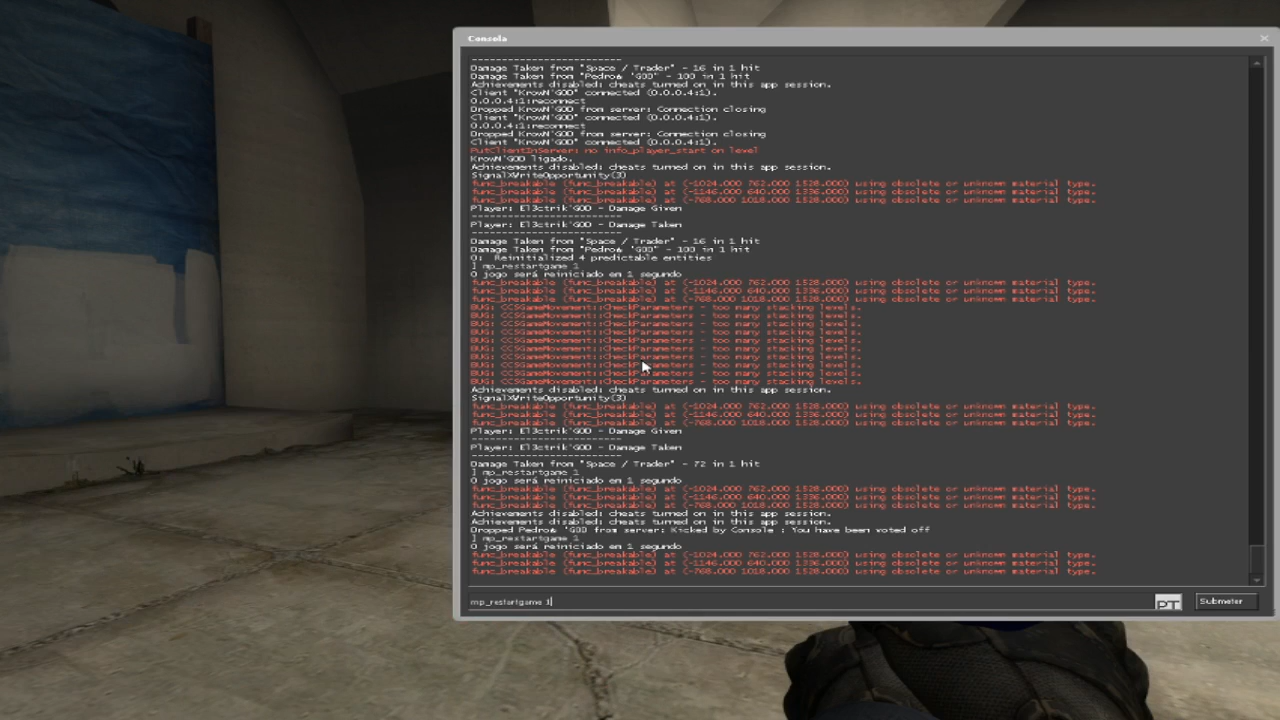 Consola
------------------------
Damage Taken from "Space / Trader" - 16 in 1 hit
Damage Taken from "Pedro& 'GOD" - 100 in 1 hit
Achievements disabled: cheats turned on in this app session.
Client "KrowN'GOD" connected (0.0.0.4:1).
0.0.0.4:1:reconnect
Dropped KrowN'GOD from server: Connection closing
Client "KrowN'GOD" connected (0.0.0.4:1).
0.0.0.4:1:reconnect
Dropped KrowN'GOD from server: Connection closing
Client "KrowN'GOD" connected (0.0.0.4:1).
PutClientInServer: no info_player_start on level
KrowN'GOD ligado.
Achievements disabled: cheats turned on in this app session.
SignalXWriteOpportunity(3)
func_breakable (func_breakable) at (-1024.000 762.000 1528.000) using obsolete or unknown material type.
func_breakable (func_breakable) at (-1146.000 640.000 1336.000) using obsolete or unknown material type.
func_breakable (func_breakable) at (-768.000 1018.000 1528.000) using obsolete or unknown material type.
Player: El3ctrik'GOD - Damage Given
------------------------
Player: El3ctrik'GOD - Damage Taken
------------------------
Damage Taken from "Space / Trader" - 16 in 1 hit
Damage Taken from "Pedro& 'GOD" - 100 in 1 hit
0: Reinitialized 4 predictable entities
] mp_restartgame 1
O jogo será reiniciado em 1 segundo
func_breakable (func_breakable) at (-1024.000 762.000 1528.000) using obsolete or unknown material type.
func_breakable (func_breakable) at (-1146.000 640.000 1336.000) using obsolete or unknown material type.
func_breakable (func_breakable) at (-768.000 1018.000 1528.000) using obsolete or unknown material type.
BUG: CCSGameMovement::CheckParameters - too many stacking levels.
BUG: CCSGameMovement::CheckParameters - too many stacking levels.
BUG: CCSGameMovement::CheckParameters - too many stacking levels.
BUG: CCSGameMovement::CheckParameters - too many stacking levels.
BUG: CCSGameMovement::CheckParameters - too many stacking levels.
BUG: CCSGameMovement::CheckParameters - too many stacking levels.
BUG: CCSGameMovement::CheckParameters - too many stacking levels.
BUG: CCSGameMovement::CheckParameters - too many stacking levels.
BUG: CCSGameMovement::CheckParameters - too many stacking levels.
BUG: CCSGameMovement::CheckParameters - too many stacking levels.
Achievements disabled: cheats turned on in this app session.
SignalXWriteOpportunity(3)
func_breakable (func_breakable) at (-1024.000 762.000 1528.000) using obsolete or unknown material type.
func_breakable (func_breakable) at (-1146.000 640.000 1336.000) using obsolete or unknown material type.
func_breakable (func_breakable) at (-768.000 1018.000 1528.000) using obsolete or unknown material type.
Player: El3ctrik'GOD - Damage Given
------------------------
Player: El3ctrik'GOD - Damage Taken
------------------------
Damage Taken from "Space / Trader" - 72 in 1 hit
] mp_restartgame 1
O jogo será reiniciado em 1 segundo
func_breakable (func_breakable) at (-1024.000 762.000 1528.000) using obsolete or unknown material type.
func_breakable (func_breakable) at (-1146.000 640.000 1336.000) using obsolete or unknown material type.
func_breakable (func_breakable) at (-768.000 1018.000 1528.000) using obsolete or unknown material type.
Achievements disabled: cheats turned on in this app session.
Achievements disabled: cheats turned on in this app session.
Dropped Pedro& 'GOD from server: Kicked by Console : You have been voted off
] mp_restartgame 1
O jogo será reiniciado em 1 segundo
func_breakable (func_breakable) at (-1024.000 762.000 1528.000) using obsolete or unknown material type.
func_breakable (func_breakable) at (-1146.000 640.000 1336.000) using obsolete or unknown material type.
func_breakable (func_breakable) at (-768.000 1018.000 1528.000) using obsolete or unknown material type.
mp_restartgame 1
PT
Submeter